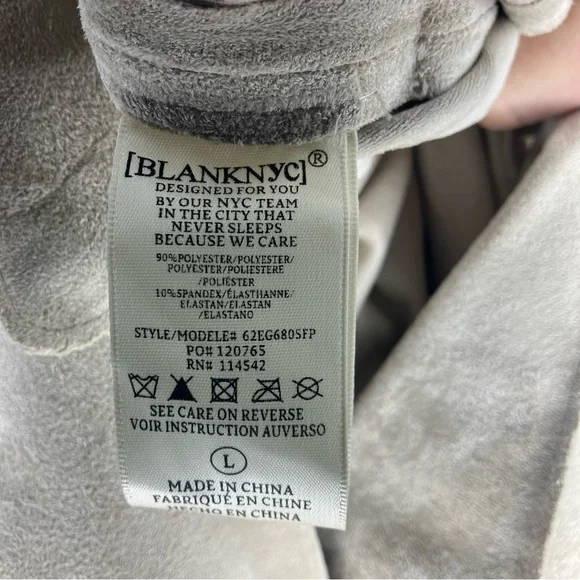 [BLANKNYC]®
DESIGNED FOR YOU
BY OUR NYC TEAM
IN THE CITY THAT
NEVER SLEEPS
BECAUSE WE CARE
90%POLYESTER/POLYESTER/
POLYESTER/POLIESTERE
/POLIÉSTER
10%SPANDEX/ÉLASTHANNE/
ELASTAN/ELASTAN
/ELASTANO
STYLE/MODELE# 62EG6805FP
PO# 120765
RN# 114542
SEE CARE ON REVERSE
VOIR INSTRUCTION AUVERSO
L
MADE IN CHINA
FABRIQUÉ EN CHINE
HECHO EN CHINA